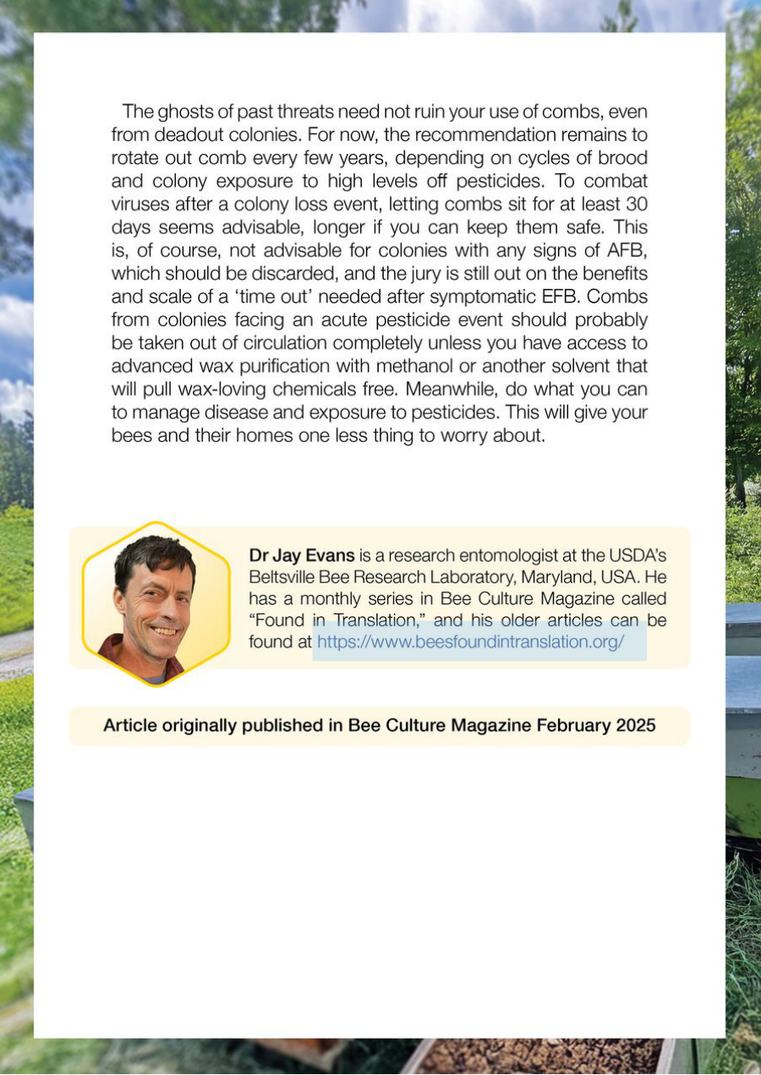 The ghosts of past threats need not ruin your use of combs, even
from deadout colonies. For now, the recommendation remains to
rotate out comb every few years, depending on cycles of brood
and colony exposure to high levels off pesticides. To combat
viruses after a colony loss event, letting combs sit for at least 30
days seems advisable, longer if you can keep them safe. This
is, of course, not advisable for colonies with any signs of AFB,
which should be discarded, and the jury is still out on the benefits
and scale of a ‘time out’ needed after symptomatic EFB. Combs
from colonies facing an acute pesticide event should probably
be taken out of circulation completely unless you have access to
advanced wax purification with methanol or another solvent that
will pull wax-loving chemicals free. Meanwhile, do what you can
to manage disease and exposure to pesticides. This will give your
bees and their homes one less thing to worry about.
Dr Jay Evans is a research entomologist at the USDA’s
Beltsville Bee Research Laboratory, Maryland, USA. He
has a monthly series in Bee Culture Magazine called
“Found in Translation,” and his older articles can be
found at https://www.beesfoundintranslation.org/
Article originally published in Bee Culture Magazine February 2025